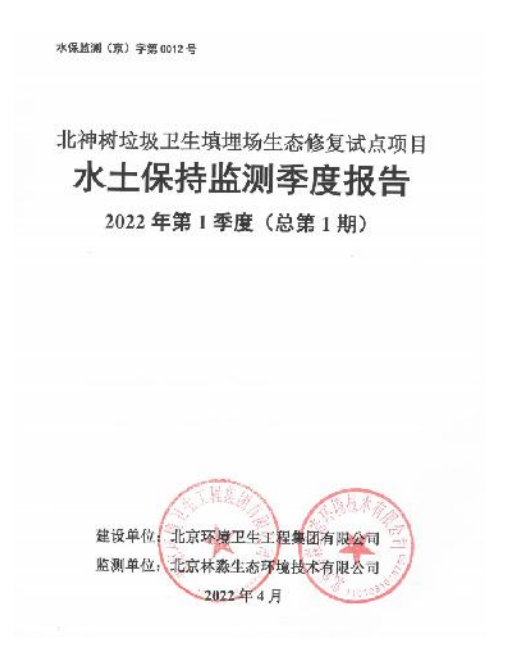 水保监测（京）字第0012号
北神树垃圾卫生填埋场生态修复试点项目
水土保持监测季度报告
2022年第1季度（总第1期）
建设单位：北京环境卫生工程集团有限公司
监测单位：北京林淼生态环境技术有限公司
2022年4月